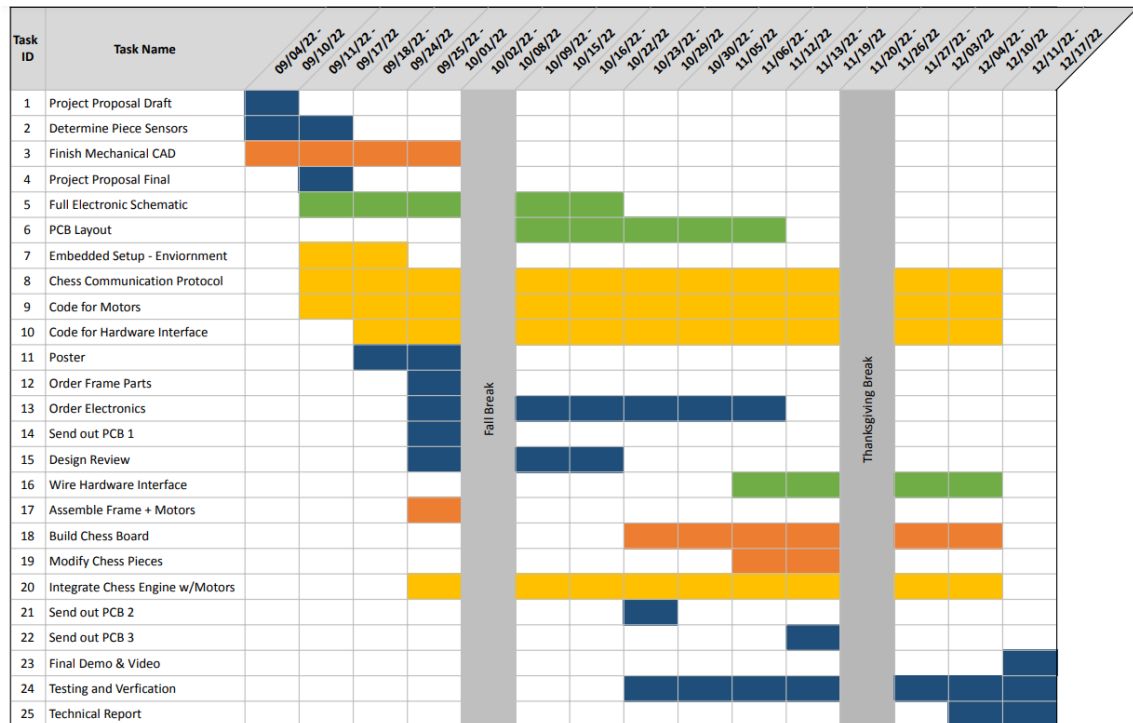 Task ID
Task Name
09/04/22 - 09/10/22
09/11/22 - 09/17/22
09/18/22 - 09/24/22
09/25/22 - 10/01/22
10/02/22 - 10/08/22
10/09/22 - 10/15/22
10/16/22 - 10/22/22
10/23/22 - 10/29/22
10/30/22 - 11/05/22
11/06/22 - 11/12/22
11/13/22 - 11/19/22
11/20/22 - 11/26/22
11/27/22 - 12/03/22
12/04/22 - 12/10/22
12/11/22 - 12/17/22
1 Project Proposal Draft
2 Determine Piece Sensors
3 Finish Mechanical CAD
4 Project Proposal Final
5 Full Electronic Schematic
6 PCB Layout
7 Embedded Setup - Enviornment
8 Chess Communication Protocol
9 Code for Motors
10 Code for Hardware Interface
11 Poster
12 Order Frame Parts
13 Order Electronics
14 Send out PCB 1
15 Design Review
16 Wire Hardware Interface
17 Assemble Frame + Motors
18 Build Chess Board
19 Modify Chess Pieces
20 Integrate Chess Engine w/Motors
21 Send out PCB 2
22 Send out PCB 3
23 Final Demo & Video
24 Testing and Verfication
25 Technical Report
Fall Break
Thanksgiving Break